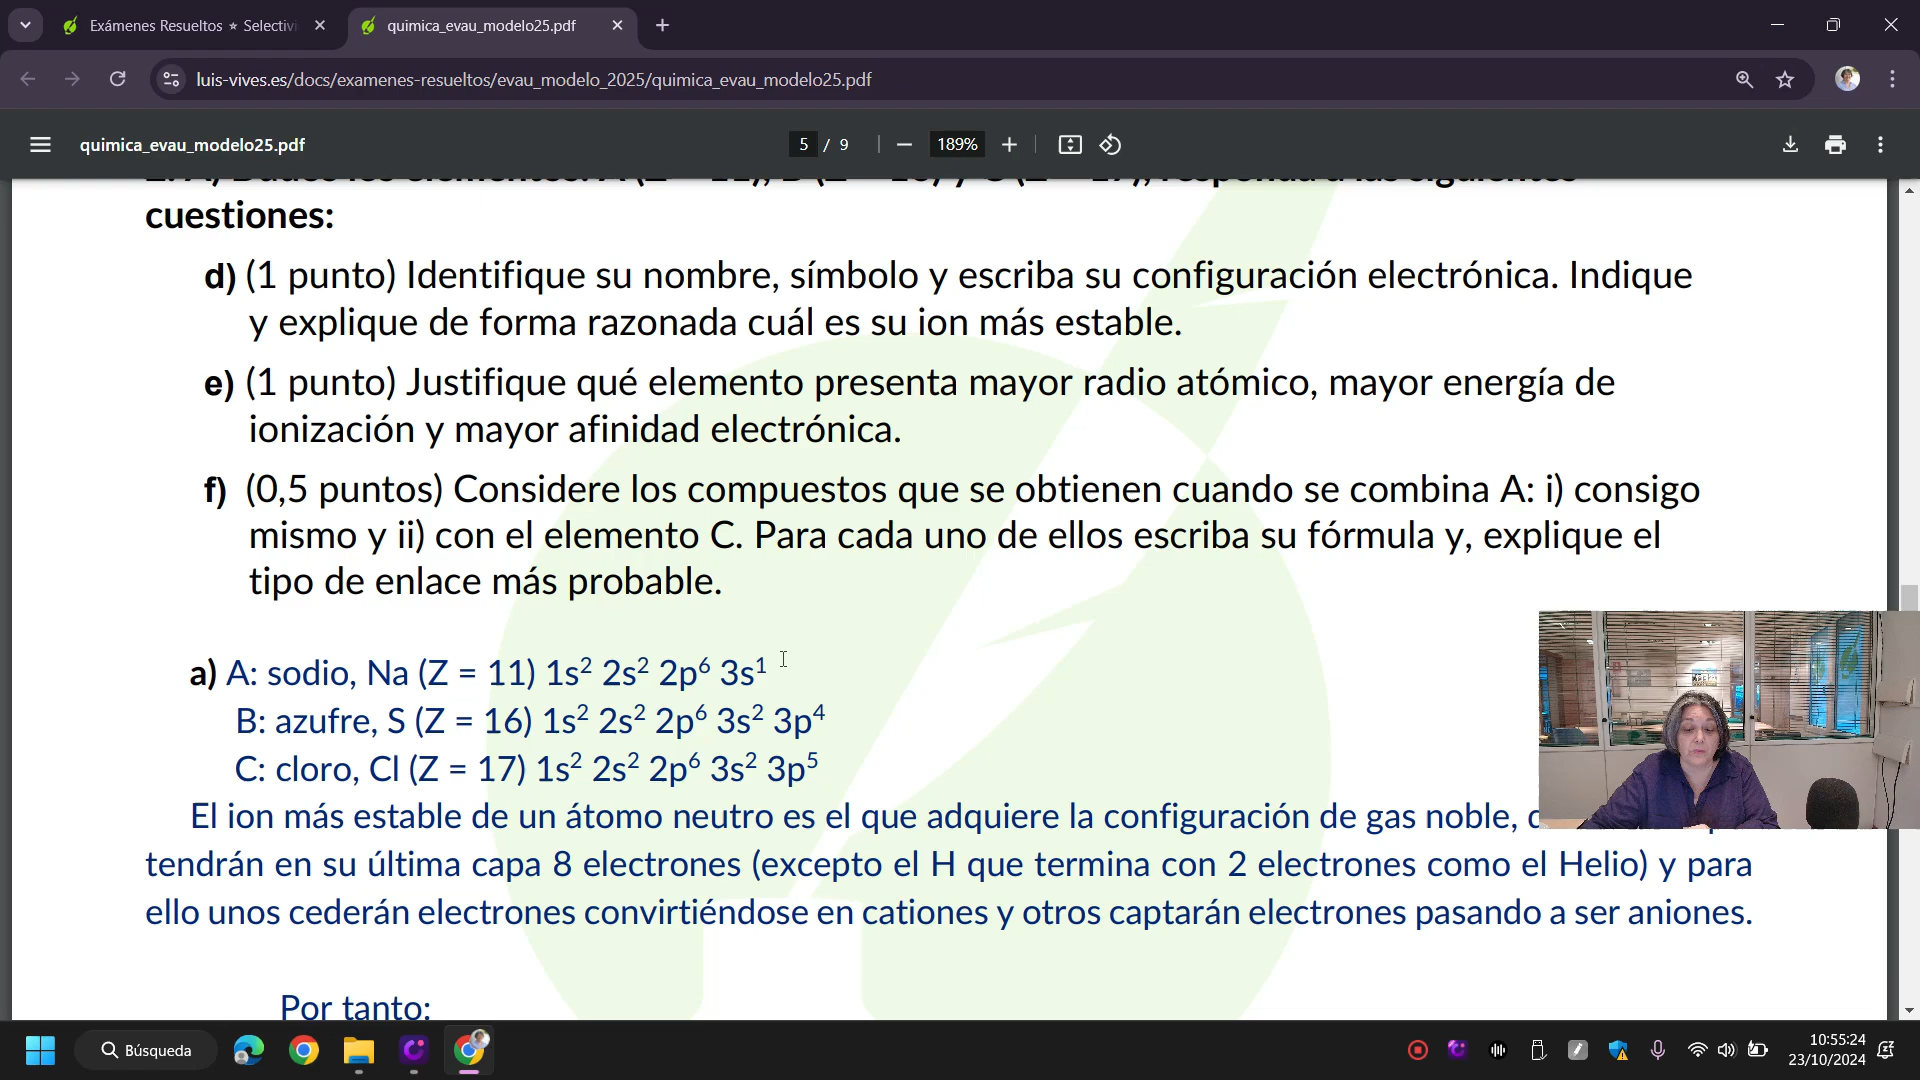 Exámenes Resueltos ⭑ Selectivi
quimica_evau_modelo25.pdf
luis-vives.es/docs/examenes-resueltos/evau_modelo_2025/quimica_evau_modelo25.pdf
quimica_evau_modelo25.pdf
5 / 9
189%
cuestiones:
d) (1 punto) Identifique su nombre, símbolo y escriba su configuración electrónica. Indique
y explique de forma razonada cuál es su ion más estable.
e) (1 punto) Justifique qué elemento presenta mayor radio atómico, mayor energía de
ionización y mayor afinidad electrónica.
f) (0,5 puntos) Considere los compuestos que se obtienen cuando se combina A: i) consigo
mismo y ii) con el elemento C. Para cada uno de ellos escriba su fórmula y, explique el
tipo de enlace más probable.
a) A: sodio, Na (Z = 11) 1s² 2s² 2p⁶ 3s¹
B: azufre, S (Z = 16) 1s² 2s² 2p⁶ 3s² 3p⁴
C: cloro, Cl (Z = 17) 1s² 2s² 2p⁶ 3s² 3p⁵
El ion más estable de un átomo neutro es el que adquiere la configuración de gas noble,
tendrán en su última capa 8 electrones (excepto el H que termina con 2 electrones como el Helio) y para
ello unos cederán electrones convirtiéndose en cationes y otros captarán electrones pasando a ser aniones.
Por tanto:
Búsqueda
10:55:24
23/10/2024